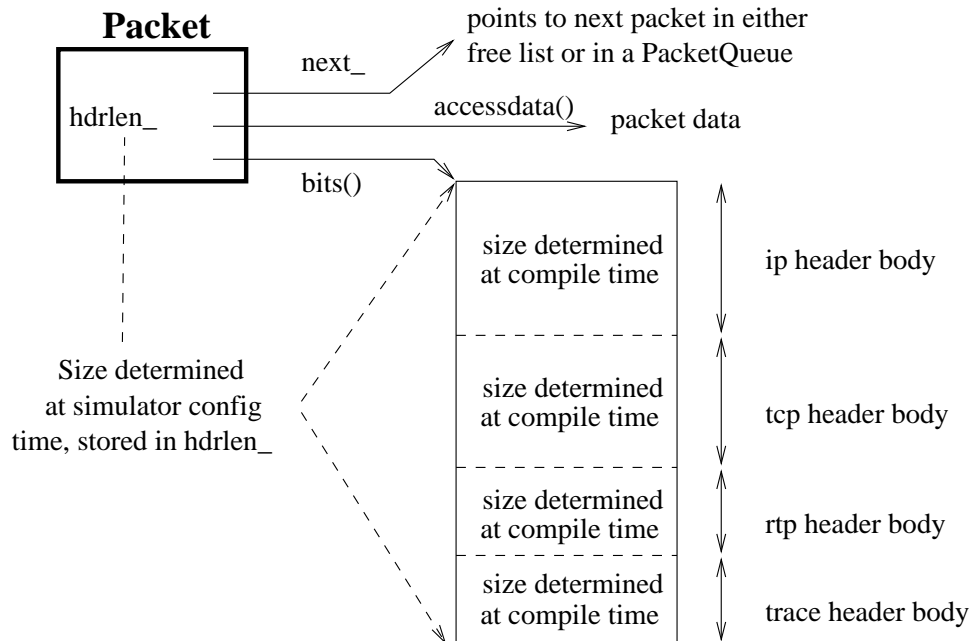 Packet
points to next packet in either
free list or in a PacketQueue
next_
hdrlen_
accessdata()
packet data
bits()
size determined
at compile time
ip header body
Size determined
at simulator config
time, stored in hdrlen_
size determined
at compile time
tcp header body
size determined
at compile time
rtp header body
size determined
at compile time
trace header body